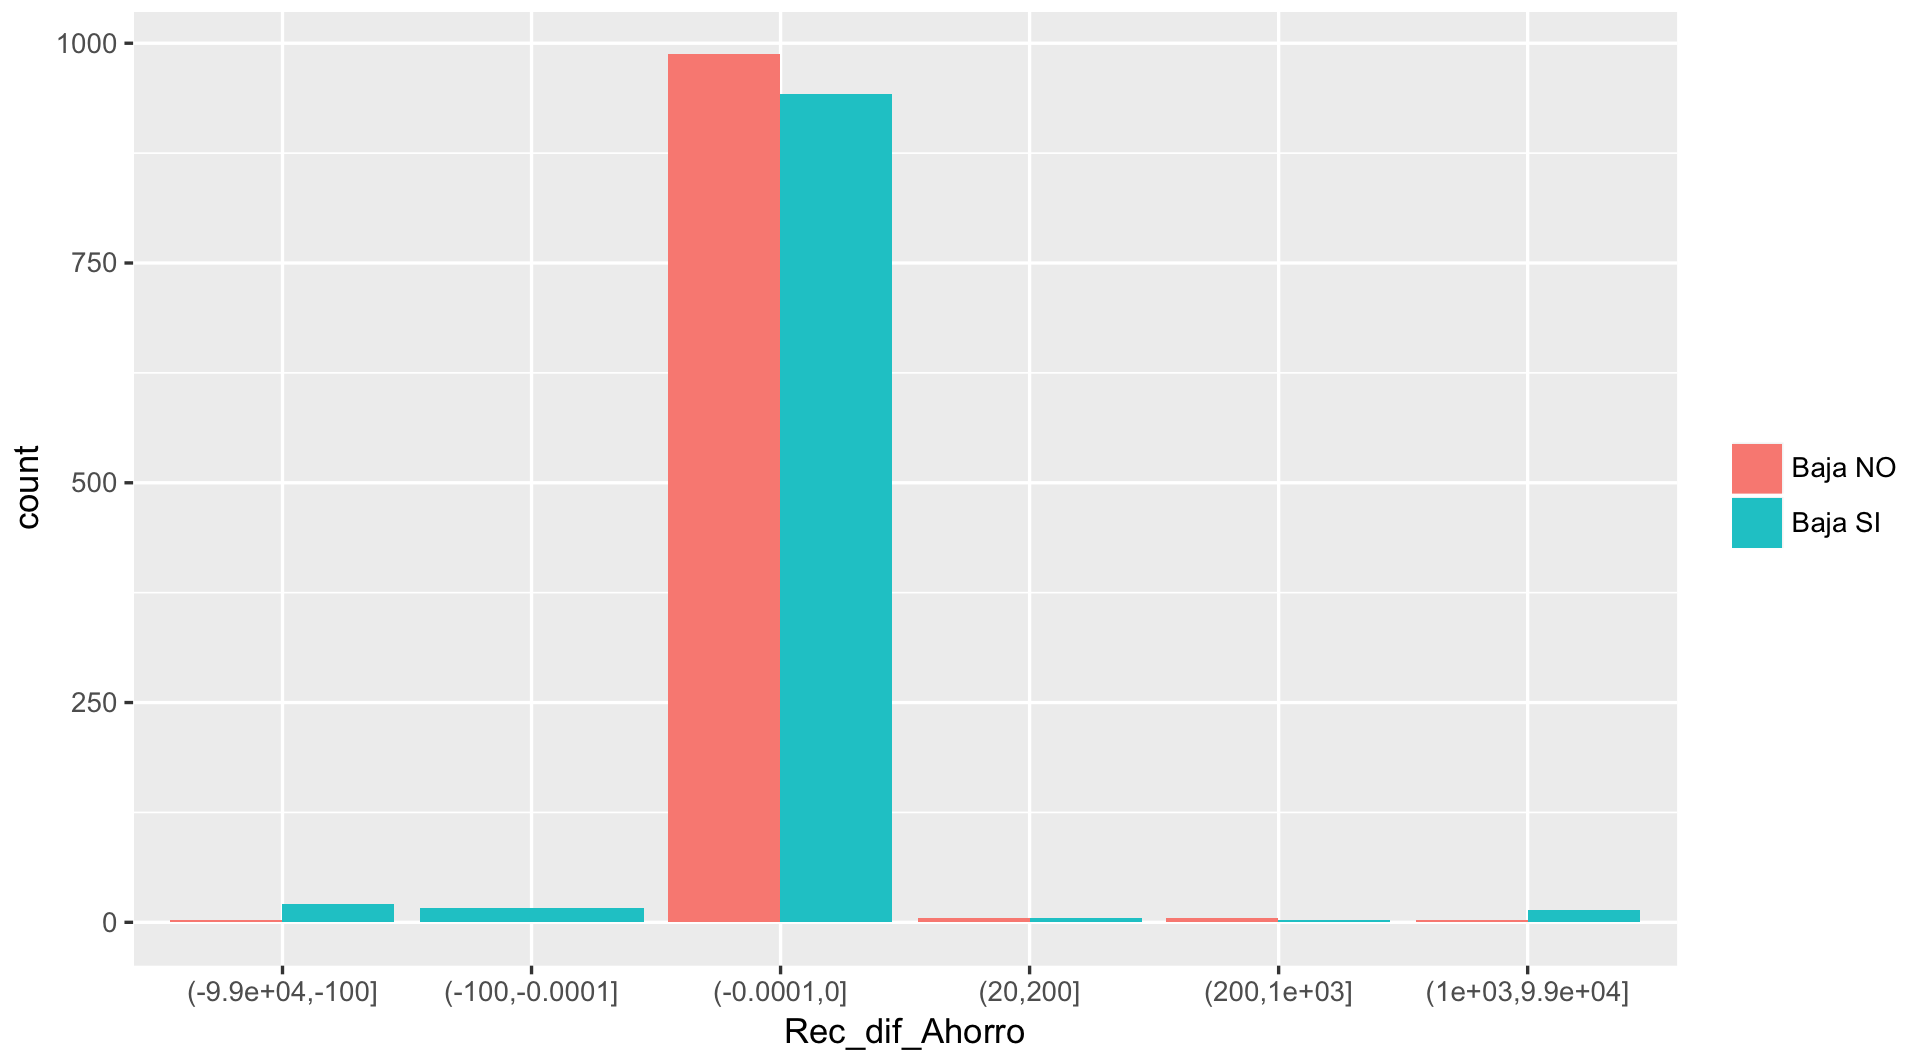 1000
750
500
250
0
count
(-9.9e+04,-100]
(-100,-0.0001]
(-0.0001,0]
(20,200]
(200,1e+03]
(1e+03,9.9e+04]
Rec_dif_Ahorro
Baja NO
Baja SI